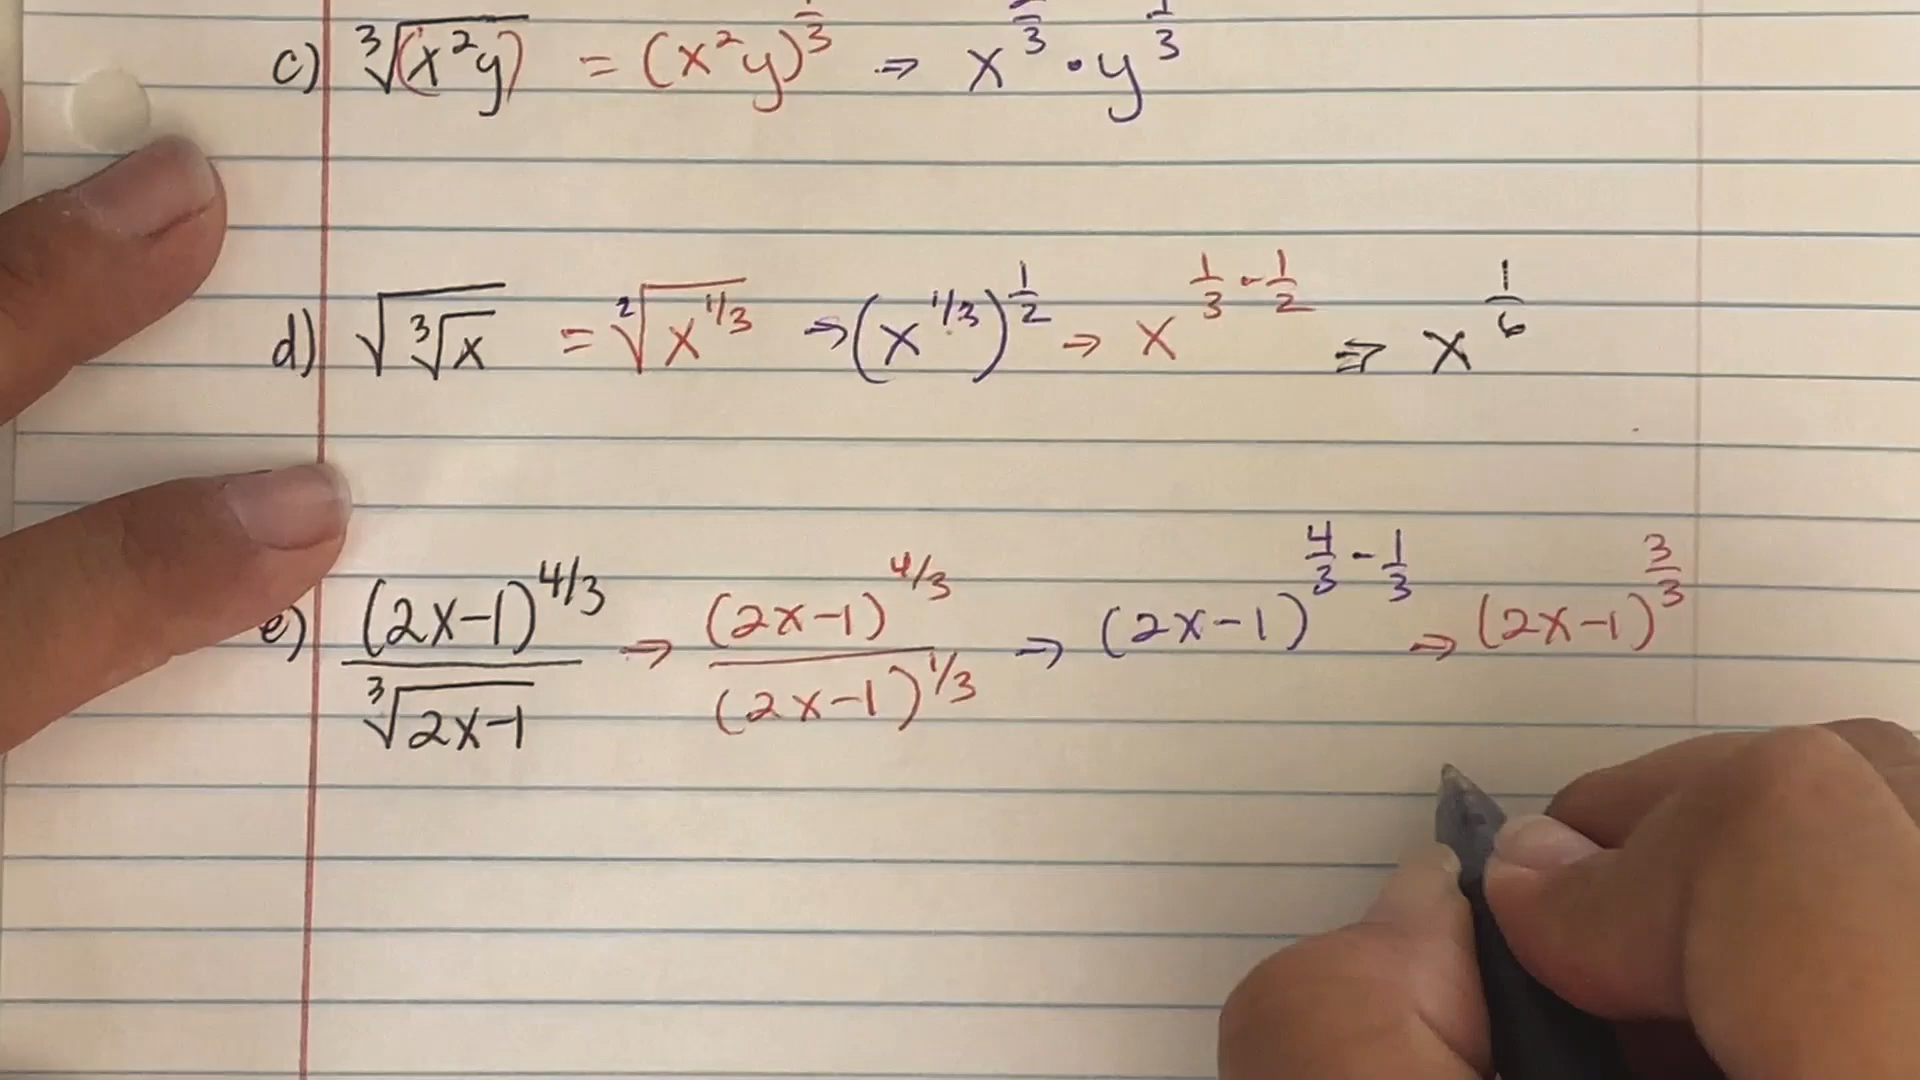 c) ∛(x²y) = (x²y)^1/3 ⇒ x^2/3 · y^1/3
d) √∛x = ²√x^1/3 ⇒ (x^1/3)^1/2 → x^1/3 · 1/2 ⇒ x^1/6
e) (2x-1)^4/3 / ∛2x-1 ⇒ (2x-1)^4/3 / (2x-1)^1/3 ⇒ (2x-1)^4/3 - 1/3 ⇒ (2x-1)^3/3